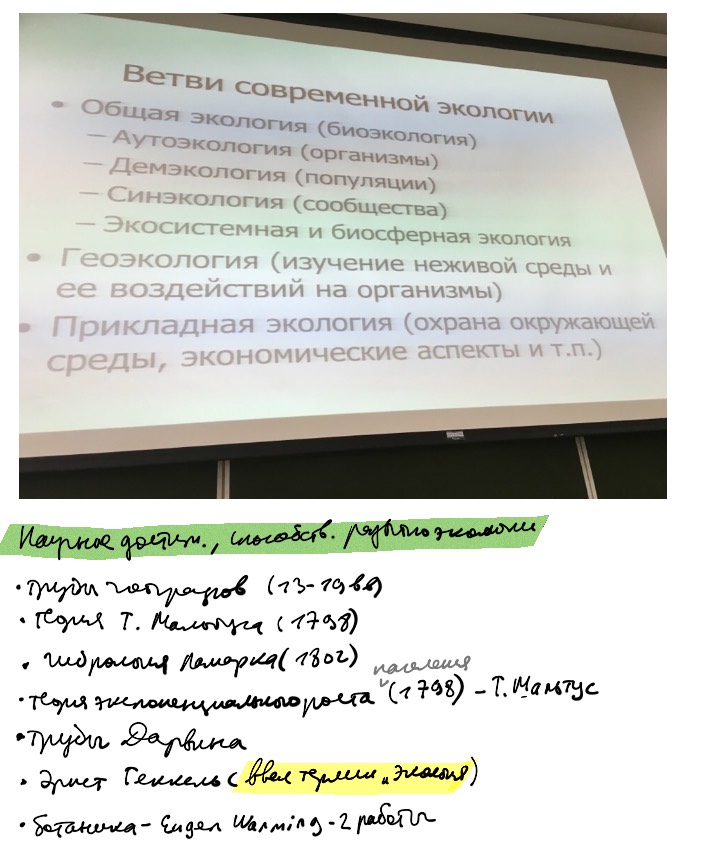 Ветви современной экологии
• Общая экология (биоэкология)
– Аутоэкология (организмы)
– Демэкология (популяции)
– Синэкология (сообщества)
– Экосистемная и биосферная экология
• Геоэкология (изучение неживой среды и
ее воздействий на организмы)
• Прикладная экология (охрана окружающей
среды, экономические аспекты и т.п.)
Научное достиж., способств. развитию экологии
• Труды географов (13-19вв)
• Теория Т. Мальтуса (1798)
• Гидрология Ламарка (1802)
населения
• Теория экспоненциального роста (1798) – Т. Мальтус
• Труды Дарвина
• Эрнст Геккель (ввел термин „экология)
• ботаника – Eugen Warming – 2 работы